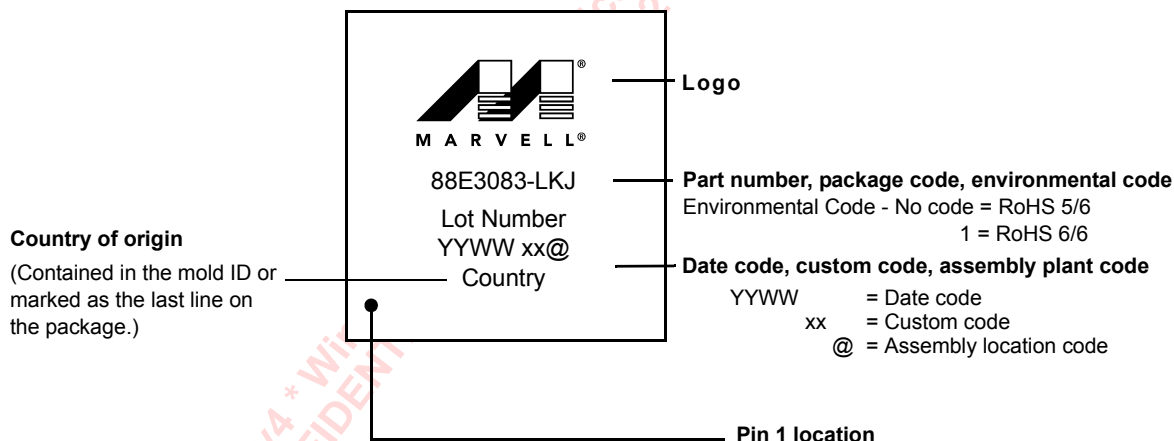 ®
MARVELL®
Logo
88E3083-LKJ
Part number, package code, environmental code
Environmental Code - No code = RoHS 5/6
1 = RoHS 6/6
Lot Number
YYWW xx@
Country
Date code, custom code, assembly plant code
YYWW = Date code
xx = Custom code
@ = Assembly location code
Country of origin
(Contained in the mold ID or
marked as the last line on
the package.)
Pin 1 location